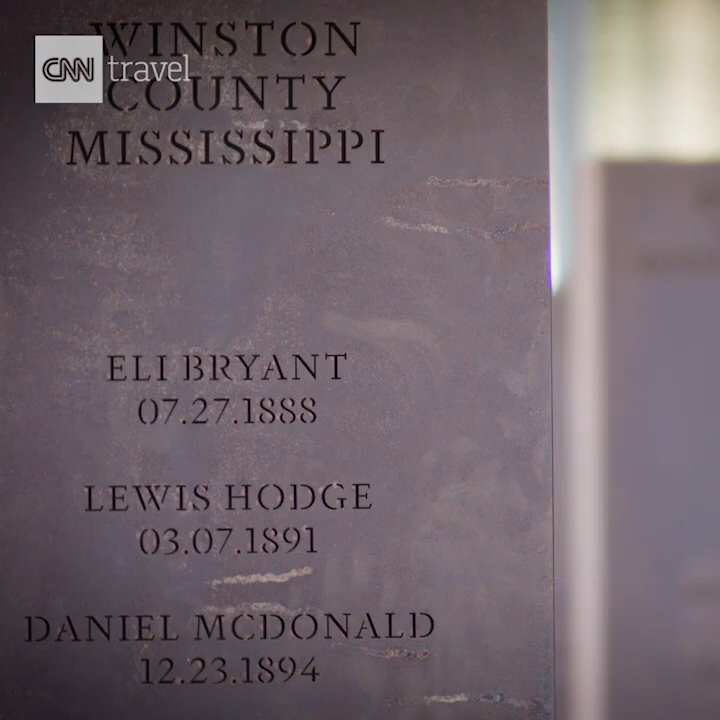 CNN travel
WINSTON
COUNTY
MISSISSIPPI
ELI BRYANT
07.27.1888
LEWIS HODGE
03.07.1891
DANIEL MCDONALD
12.23.1894